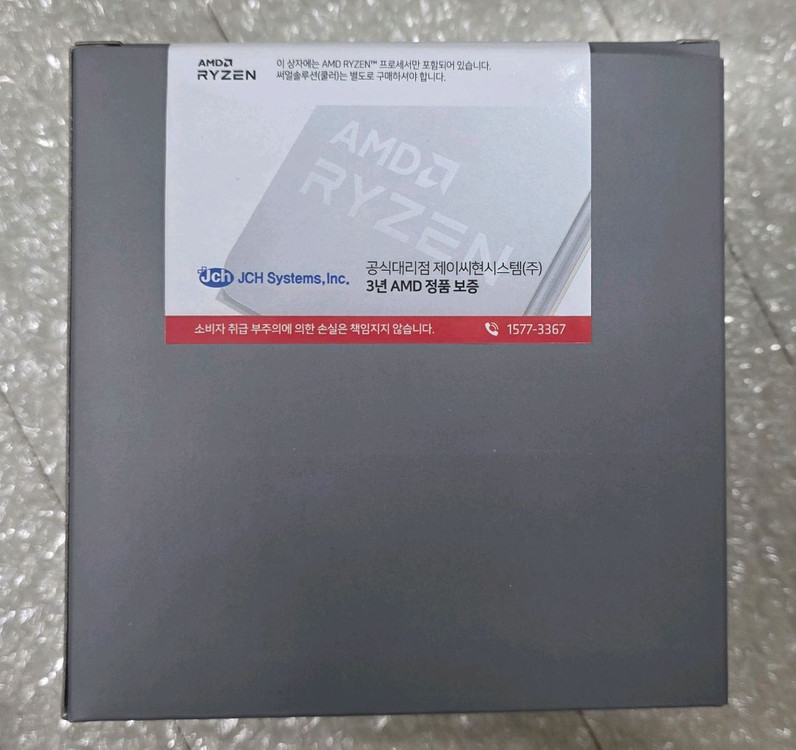 AMD
RYZEN
이 상자에는 AMD RYZEN™ 프로세서만 포함되어 있습니다.
써멀솔루션(쿨러)는 별도로 구매하셔야 합니다.
AMD
RYZEN
Jch JCH Systems, Inc.
공식대리점 제이씨현시스템(주)
3년 AMD 정품 보증
소비자 취급 부주의에 의한 손실은 책임지지 않습니다.
1577-3367